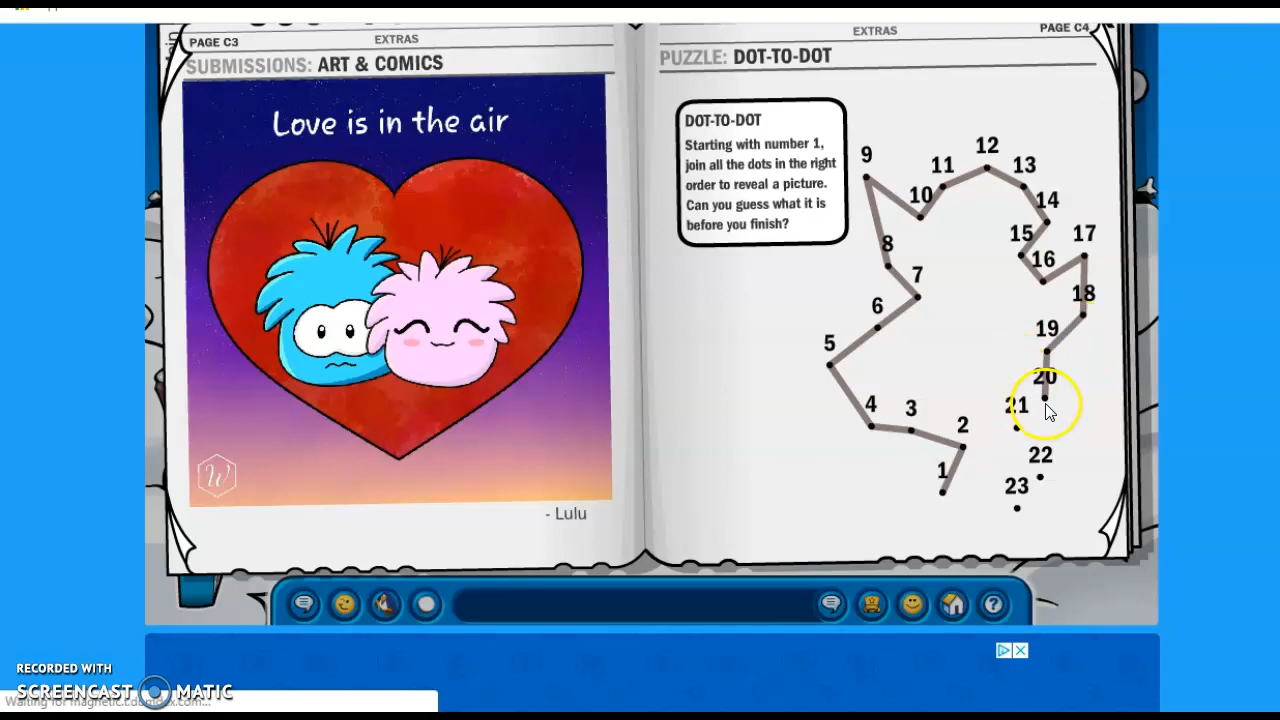 PAGE C3
EXTRAS
SUBMISSIONS: ART & COMICS
Love is in the air
W
- Lulu
EXTRAS
PAGE C4
PUZZLE: DOT-TO-DOT
DOT-TO-DOT
Starting with number 1,
join all the dots in the right
order to reveal a picture.
Can you guess what it is
before you finish?
9
12
11
13
10
14
8
15
17
7
16
6
18
5
19
20
4
3
21
2
22
1
23
RECORDED WITH
SCREENCAST MATIC